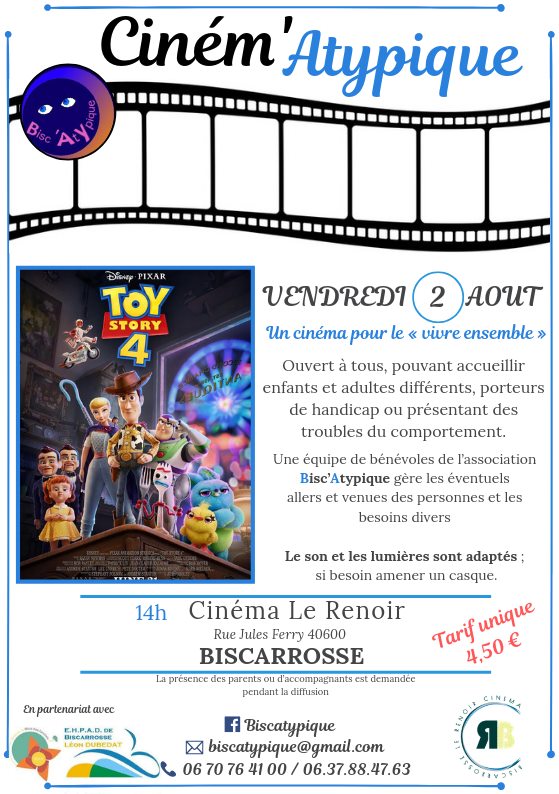 Ciném'Atypique
Bisc 'AtYpique
DISNEY · PIXAR
TOY
STORY
4
ANTIQUES
JUNE 21
VENDREDI 2 AOUT
Un cinéma pour le « vivre ensemble »
Ouvert à tous, pouvant accueillir
enfants et adultes différents, porteurs
de handicap ou présentant des
troubles du comportement.
Une équipe de bénévoles de l'association
Bisc'Atypique gère les éventuels
allers et venues des personnes et les
besoins divers
Le son et les lumières sont adaptés ;
si besoin amener un casque.
14h Cinéma Le Renoir
Rue Jules Ferry 40600
BISCARROSSE
Tarif unique
4,50 €
La présence des parents ou d'accompagnants est demandée
pendant la diffusion
En partenariat avec
E.H.P.A.D. DE
BISCARROSSE
LÉON DUBEDAT
Biscatypique
biscatypique@gmail.com
06 70 76 41 00 / 06.37.88.47.63
RB
BISCARROSSE LE RENOIR CINEMA